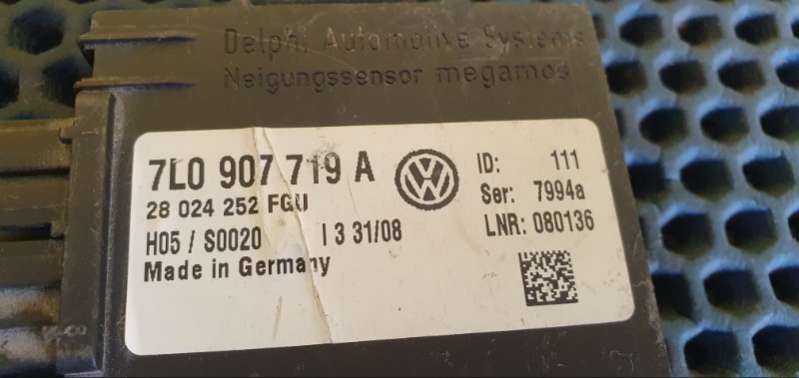 Delphi Automotive Systems
Neigungssensor megamos
7L0 907 719 A
28 024 252 FGU
H05 / S0020 I 3 31/08
Made in Germany
VW
ID: 111
Ser: 7994a
LNR: 080136